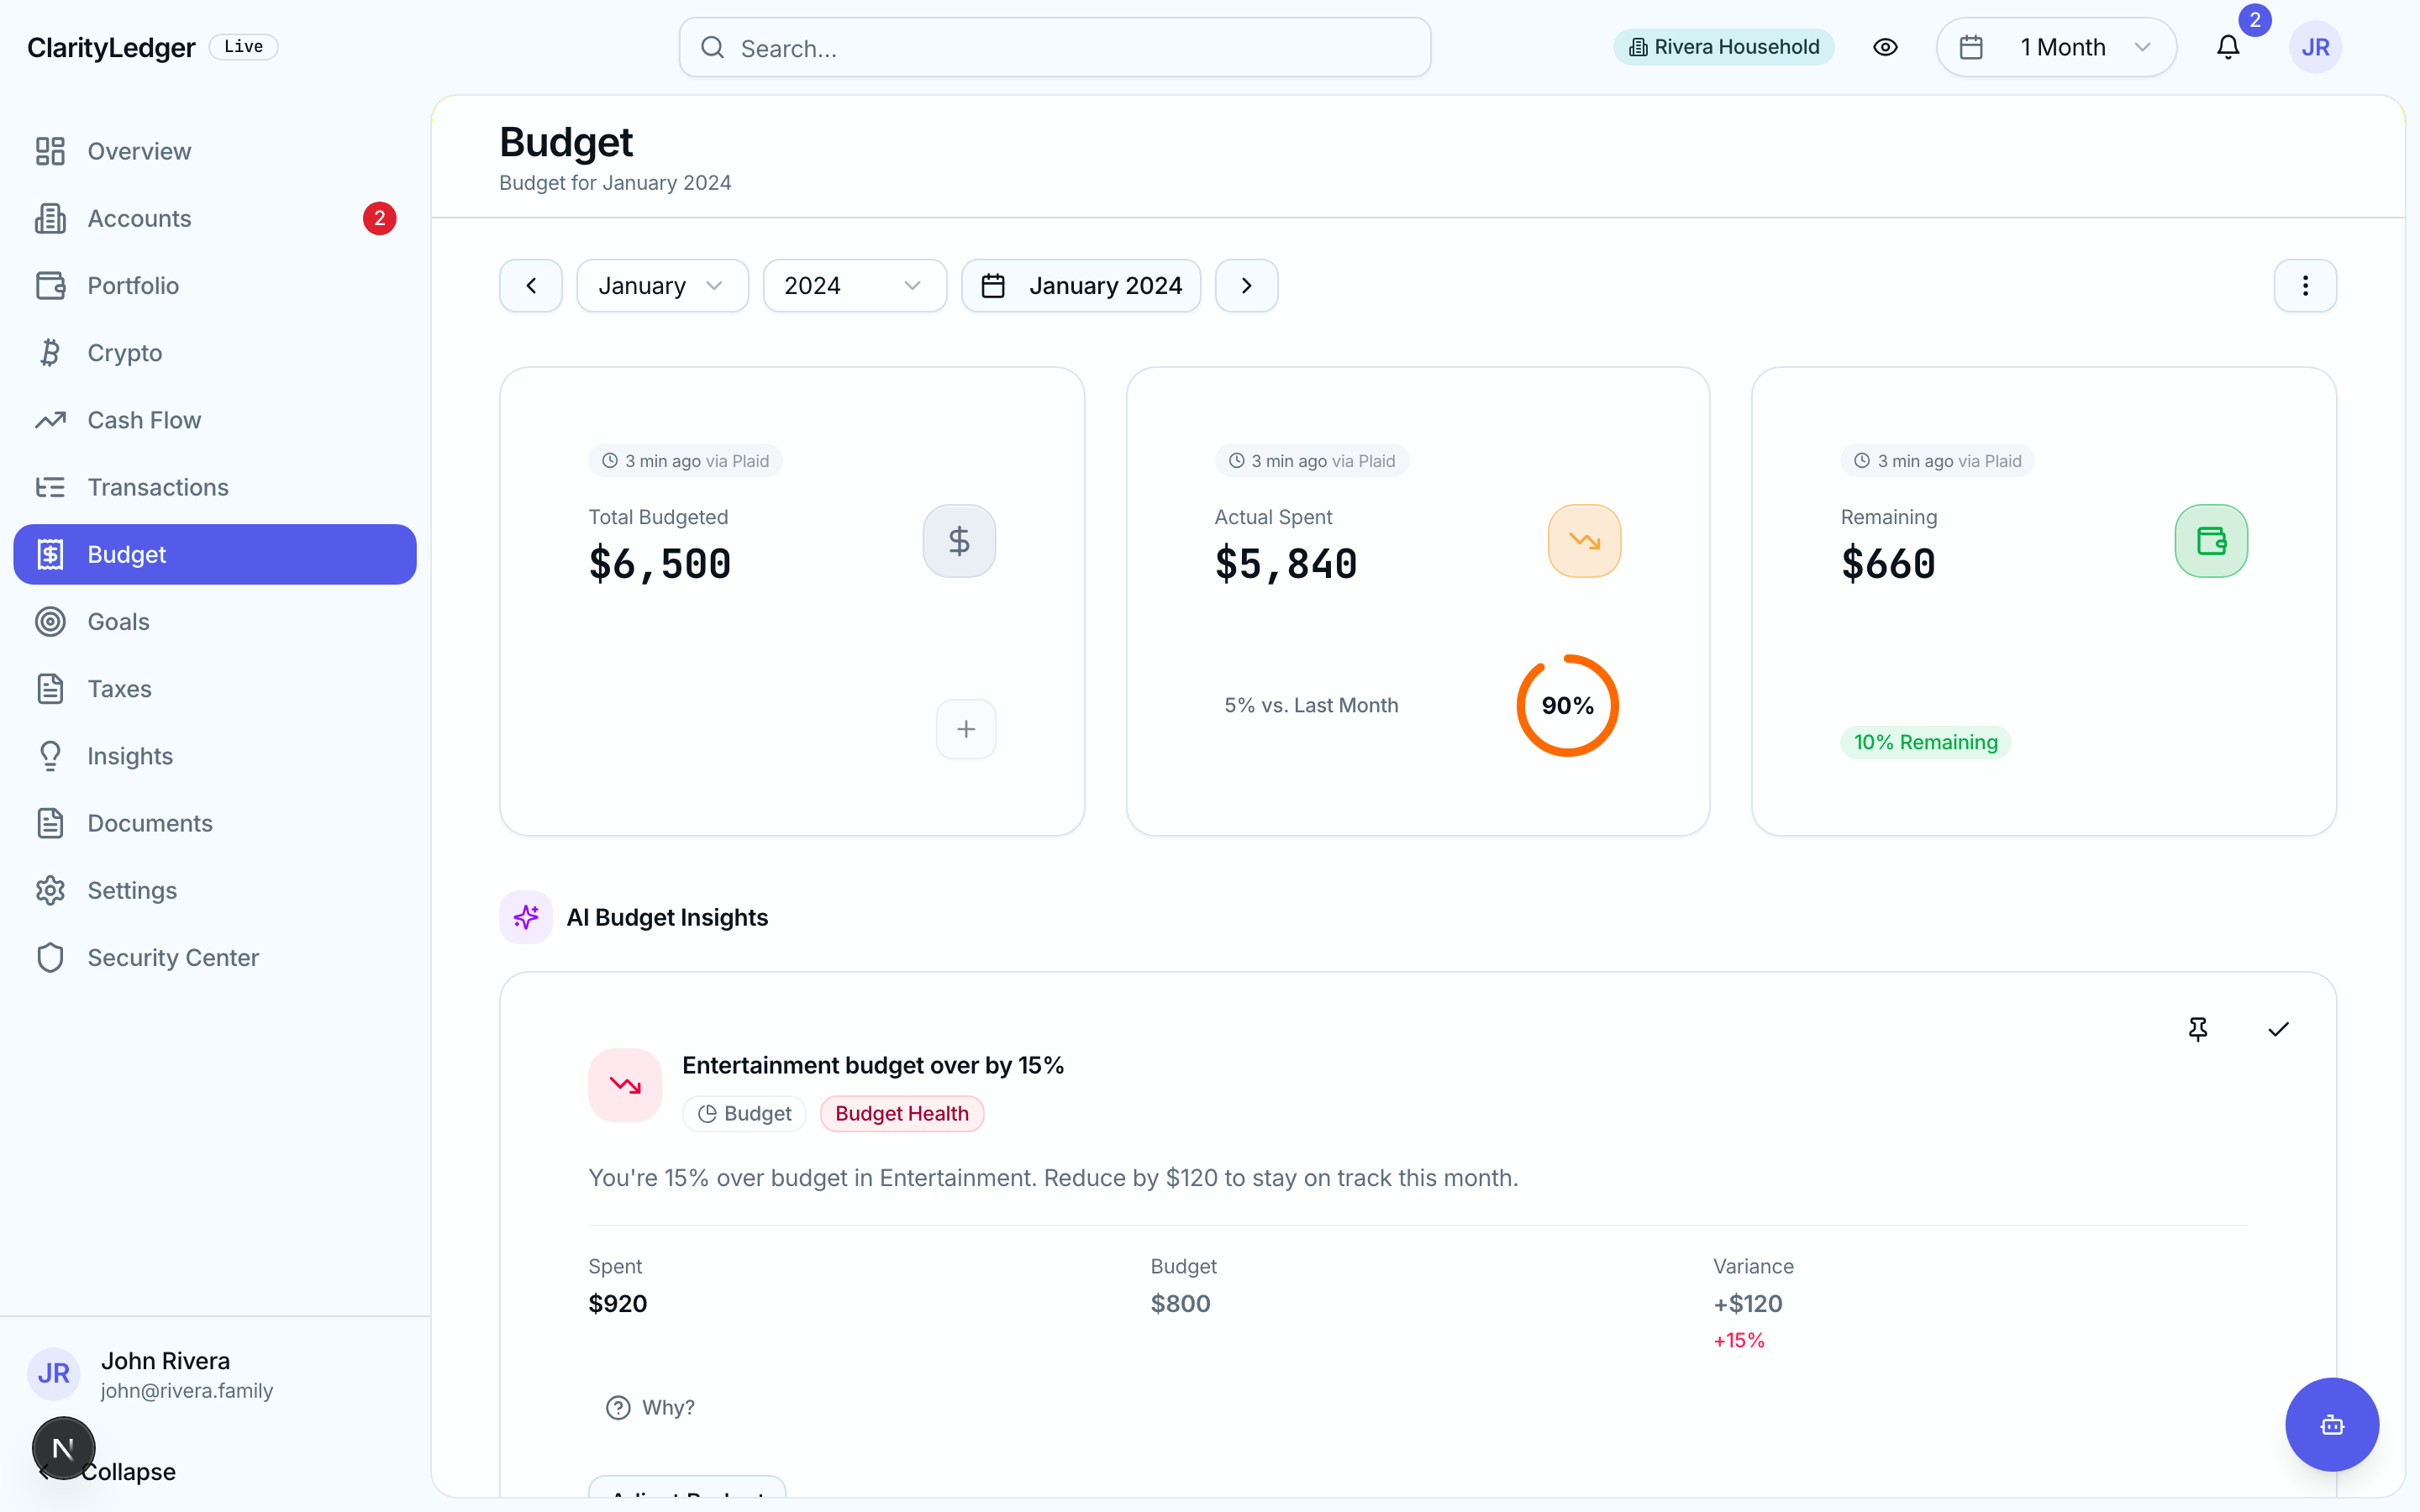 ClarityLedger
Live
Search...
Rivera Household
1 Month
2
JR
Overview
Accounts
2
Portfolio
Crypto
Cash Flow
Transactions
Budget
Goals
Taxes
Insights
Documents
Settings
Security Center
John Rivera
JR
john@rivera.family
N
Collapse
Budget
Budget for January 2024
January
2024
January 2024
3 min ago via Plaid
Total Budgeted
$6,500
3 min ago via Plaid
Actual Spent
$5,840
5% vs. Last Month
90%
3 min ago via Plaid
Remaining
$660
10% Remaining
AI Budget Insights
Entertainment budget over by 15%
Budget
Budget Health
You're 15% over budget in Entertainment. Reduce by $120 to stay on track this month.
Spent
$920
Budget
$800
Variance
+$120
+15%
Why?
Adjust Budget